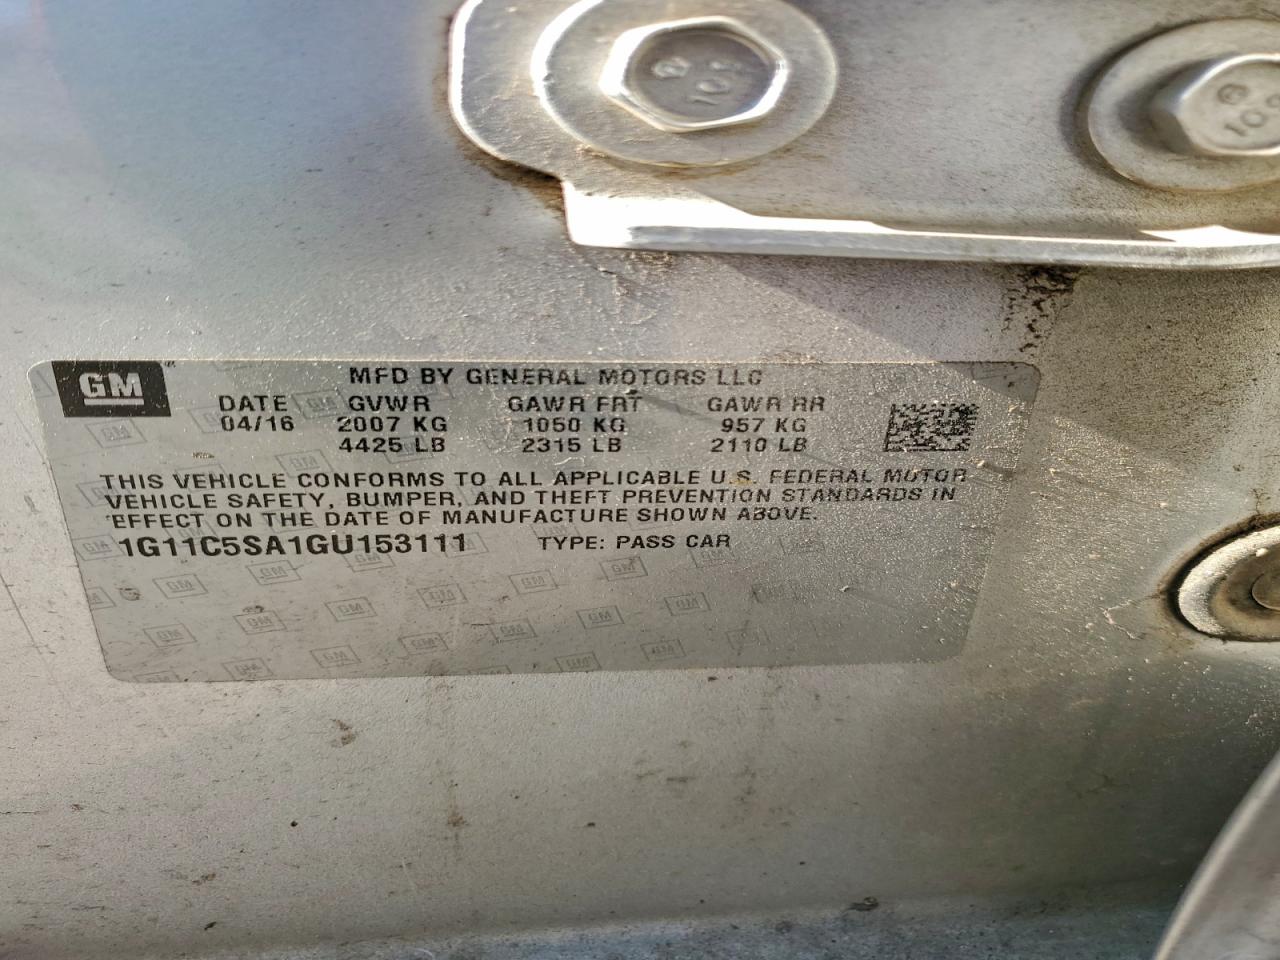 GM
MFD BY GENERAL MOTORS LLC
DATE GVWR GAWR FRT GAWR RR
04/16 2007 KG 1050 KG 957 KG
4425 LB 2315 LB 2110 LB
THIS VEHICLE CONFORMS TO ALL APPLICABLE U.S. FEDERAL MOTOR
VEHICLE SAFETY, BUMPER, AND THEFT PREVENTION STANDARDS IN
EFFECT ON THE DATE OF MANUFACTURE SHOWN ABOVE.
1G11C5SA1GU153111 TYPE: PASS CAR